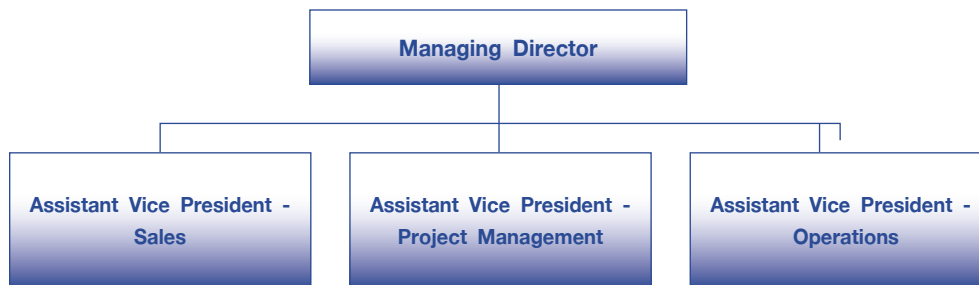 Managing Director
Assistant Vice President -
Sales
Assistant Vice President -
Project Management
Assistant Vice President -
Operations